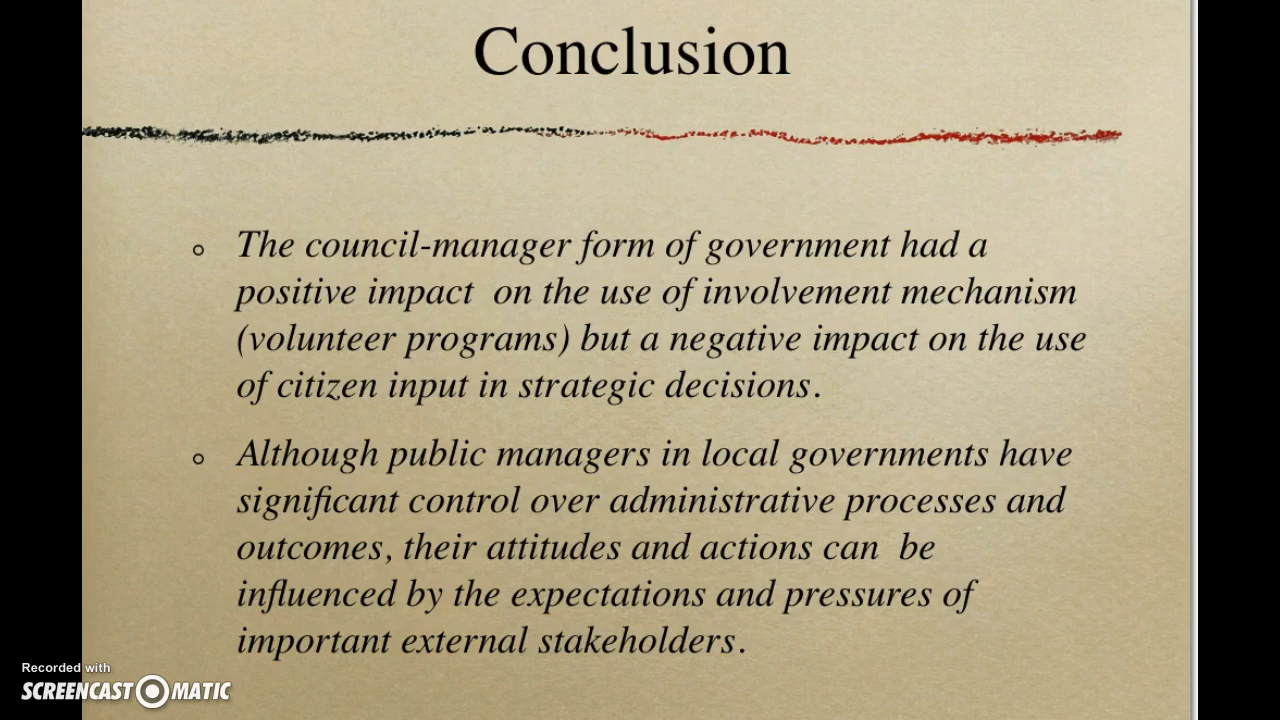 Conclusion
The council-manager form of government had a
positive impact  on the use of involvement mechanism
(volunteer programs) but a negative impact on the use
of citizen input in strategic decisions.
Although public managers in local governments have
significant control over administrative processes and
outcomes, their attitudes and actions can  be
influenced by the expectations and pressures of
important external stakeholders.
Recorded with
SCREENCAST O MATIC